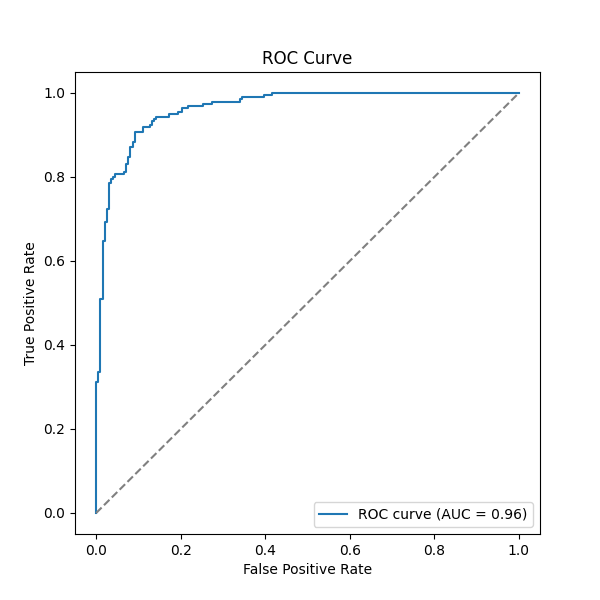 ROC Curve
True Positive Rate
1.0
0.8
0.6
0.4
0.2
0.0
0.0 0.2 0.4 0.6 0.8 1.0
False Positive Rate
ROC curve (AUC = 0.96)